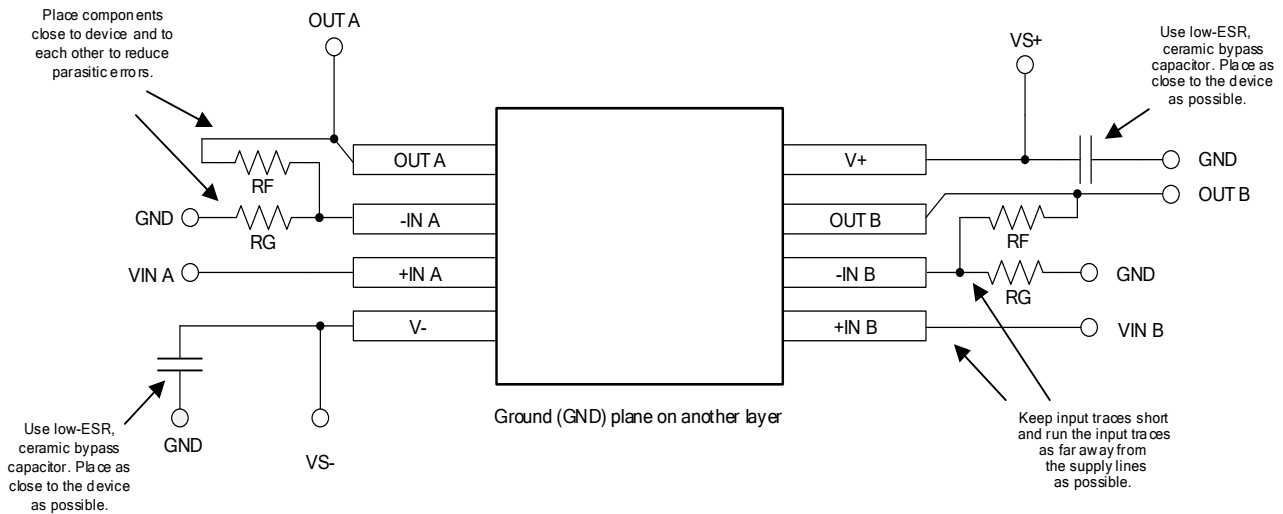 Place components
close to device and to
each other to reduce
parasitic errors.
OUT A
VS+
Use low-ESR,
ceramic bypass
capacitor. Place as
close to the device
as possible.
OUT A
V+
GND
RF
OUT B
GND
-IN A
OUT B
RG
RF
VIN A
+IN A
-IN B
GND
RG
V-
+IN B
VIN B
Ground (GND) plane on another layer
Use low-ESR,
ceramic bypass
capacitor. Place as
close to the device
as possible.
GND
VS-
Keep input traces short
and run the input traces
as far away from
the supply lines
as possible.